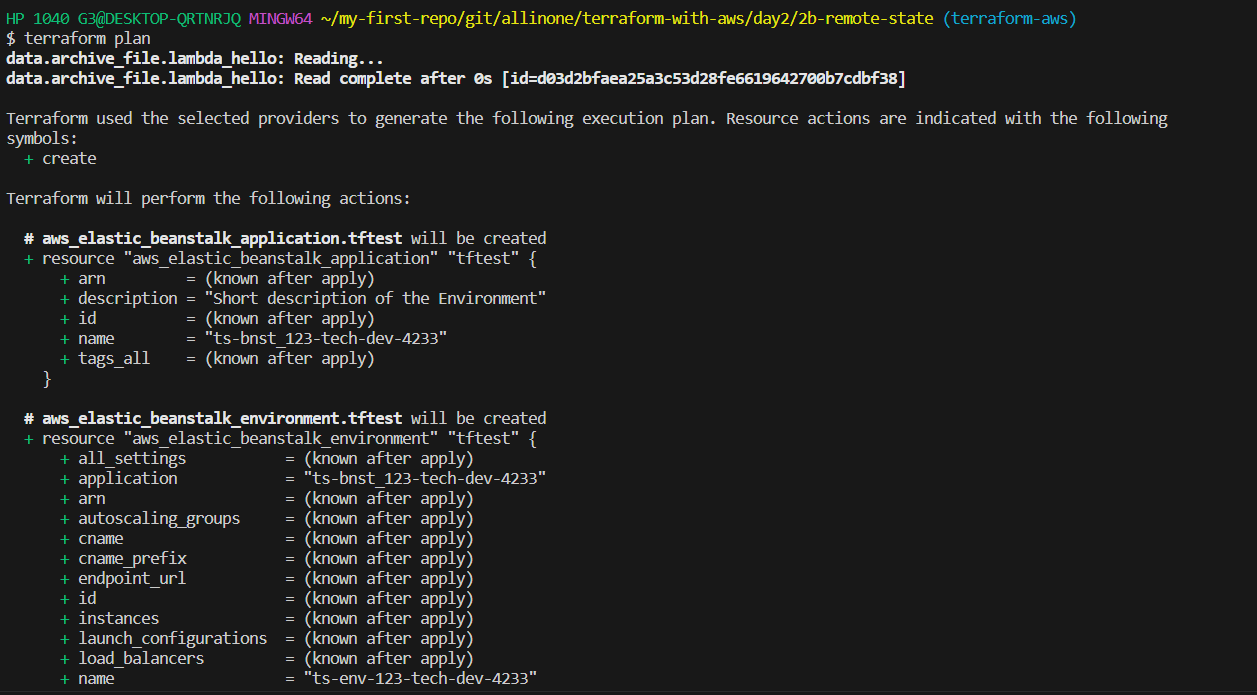 HP 1040 G3@DESKTOP-QRTNRJQ MINGW64 ~/my-first-repo/git/allinone/terraform-with-aws/day2/2b-remote-state (terraform-aws)
$ terraform plan
data.archive_file.lambda_hello: Reading...
data.archive_file.lambda_hello: Read complete after 0s [id=d03d2bfaea25a3c53d28fe6619642700b7cdbf38]

Terraform used the selected providers to generate the following execution plan. Resource actions are indicated with the following
symbols:
  + create

Terraform will perform the following actions:

  # aws_elastic_beanstalk_application.tftest will be created
  + resource "aws_elastic_beanstalk_application" "tftest" {
      + arn         = (known after apply)
      + description = "Short description of the Environment"
      + id          = (known after apply)
      + name        = "ts-bnst_123-tech-dev-4233"
      + tags_all    = (known after apply)
    }

  # aws_elastic_beanstalk_environment.tftest will be created
  + resource "aws_elastic_beanstalk_environment" "tftest" {
      + all_settings           = (known after apply)
      + application            = "ts-bnst_123-tech-dev-4233"
      + arn                    = (known after apply)
      + autoscaling_groups     = (known after apply)
      + cname                  = (known after apply)
      + cname_prefix           = (known after apply)
      + endpoint_url           = (known after apply)
      + id                     = (known after apply)
      + instances              = (known after apply)
      + launch_configurations  = (known after apply)
      + load_balancers         = (known after apply)
      + name                   = "ts-env-123-tech-dev-4233"